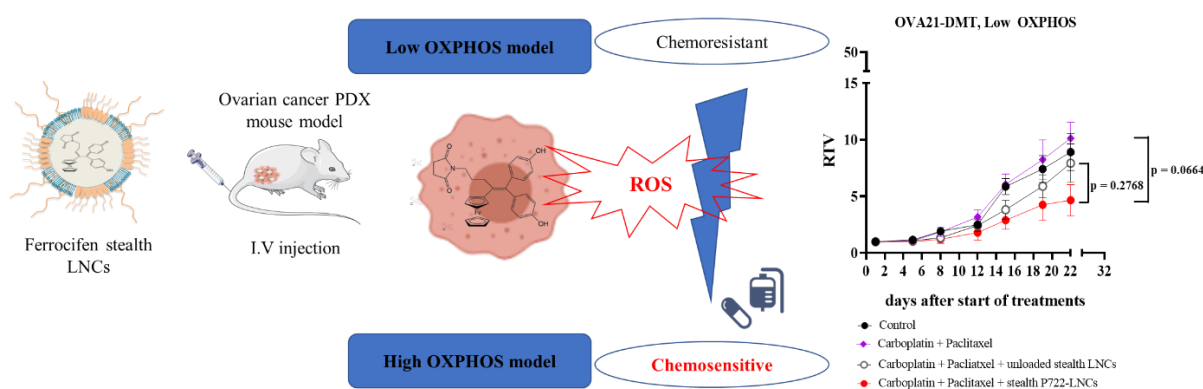 Ferrocifen stealth
LNCs
Ovarian cancer PDX
mouse model
I.V injection
Low OXPHOS model
Chemoresistant
O
N
O
OH
OH
ROS
High OXPHOS model
Chemosensitive
OVA21-DMT, Low OXPHOS
50
15
10
5
0
RTV
0 2 4 6 8 10 12 14 16 18 20 22 32
p = 0.2768
p = 0.0664
days after start of treatments
Control
Carboplatin + Paclitaxel
Carboplatin + Pacliatxel + unloaded stealth LNCs
Carboplatin + Paclitaxel + stealth P722-LNCs